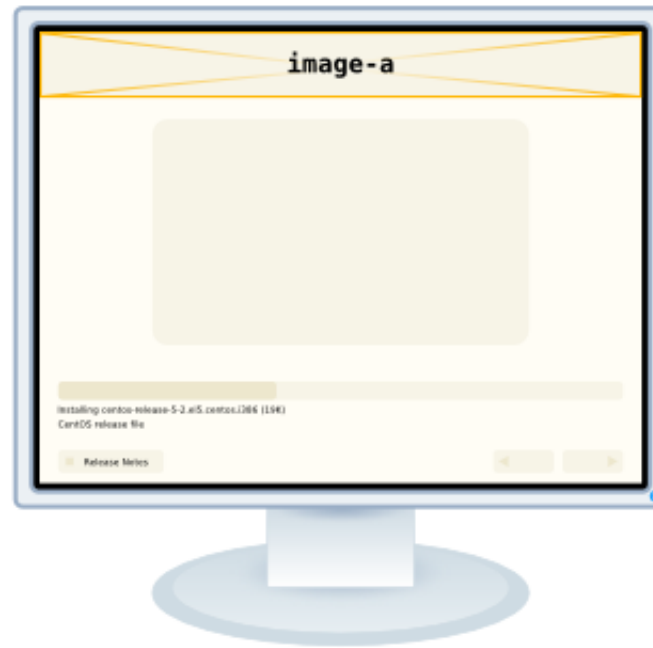 image-a
Installing centos-release-5-2.el5.centos.i386 (19K)
CentOS release file
Release Notes